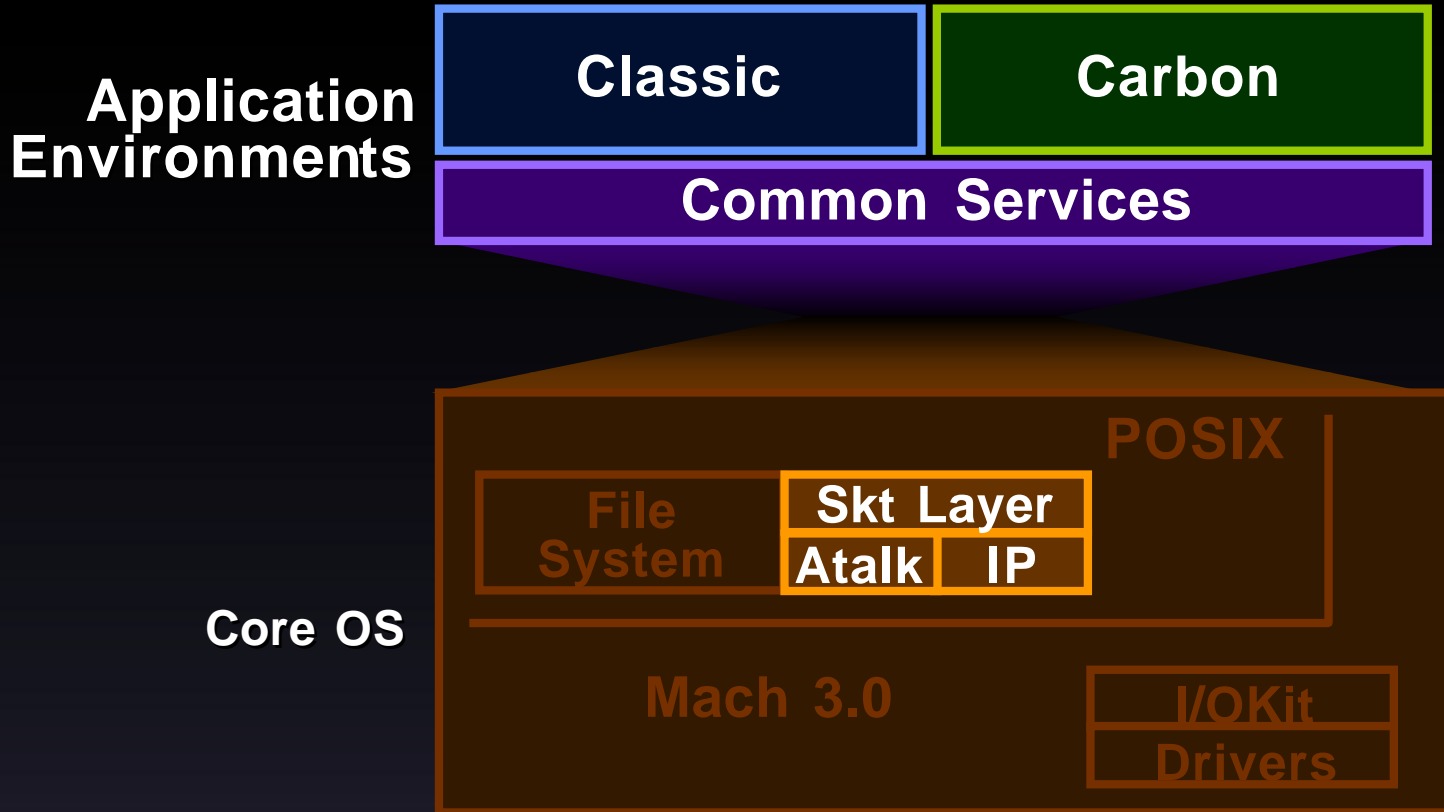 Application
Environments
Classic
Carbon
Common Services
Core OS
POSIX
File
System
Skt Layer
Atalk
IP
Mach 3.0
I/OKit
Drivers